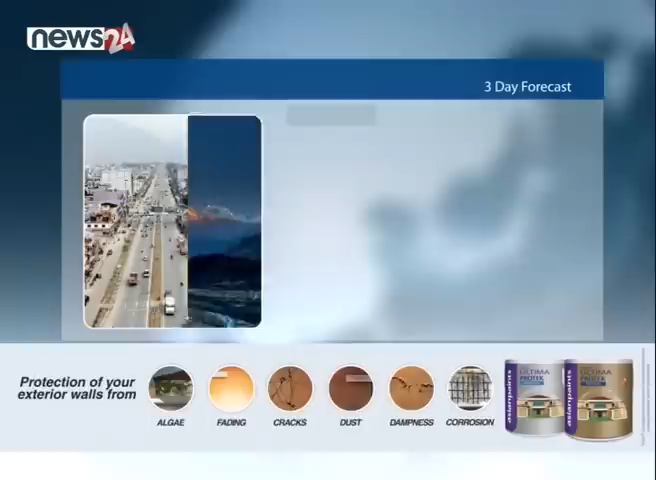 news24
3 Day Forecast
Protection of your
exterior walls from
ALGAE
FADING
CRACKS
DUST
DAMPNESS
CORROSION
asianpaints
ULTIMA
PROTEK
asianpaints
ULTIMA
PROTEK